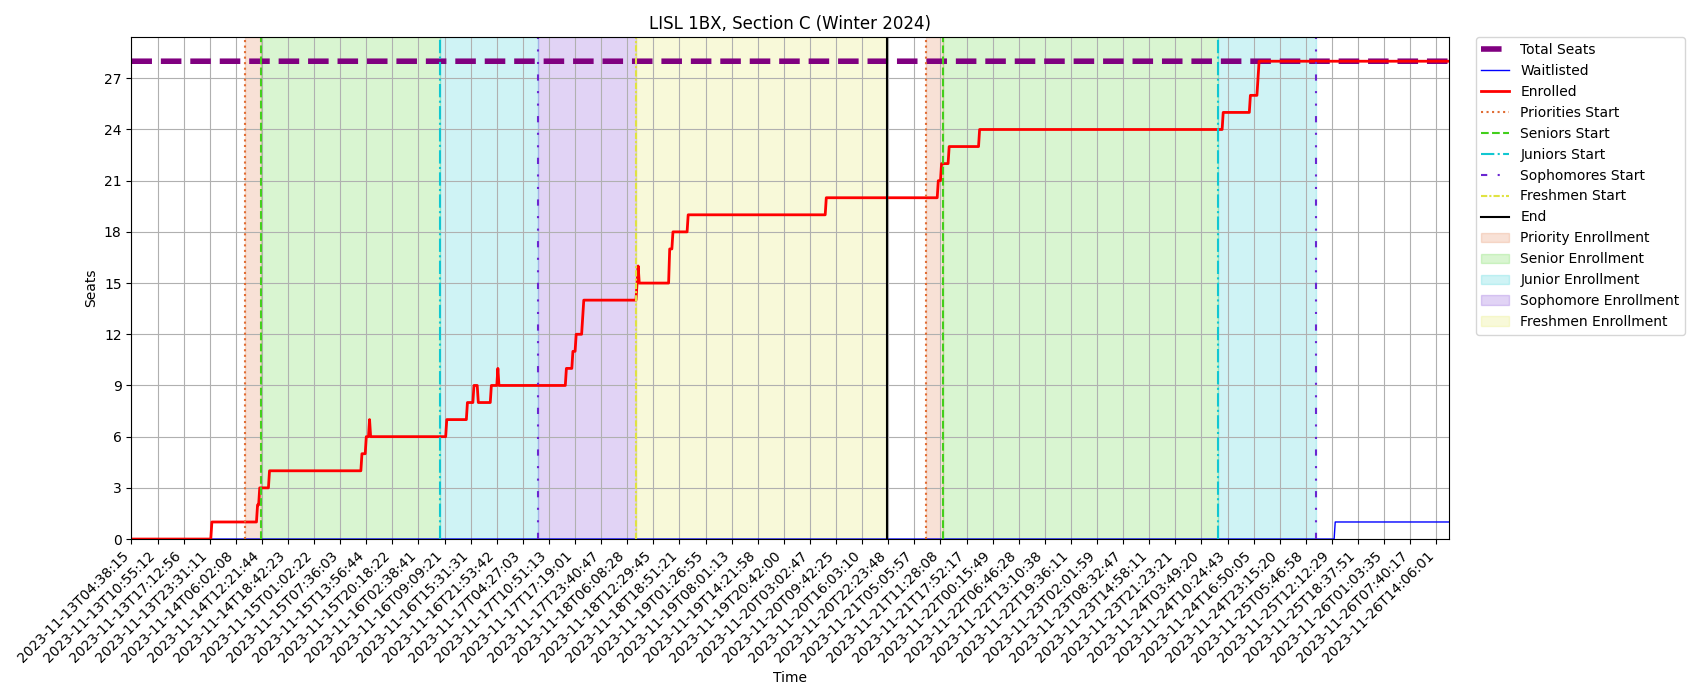 LISL 1BX, Section C (Winter 2024)
Seats
27
24
21
18
15
12
9
6
3
0
2023-11-13T04:38:15
2023-11-13T10:55:12
2023-11-13T17:12:56
2023-11-13T23:31:11
2023-11-14T06:02:08
2023-11-14T12:21:44
2023-11-14T18:42:23
2023-11-15T01:02:22
2023-11-15T07:36:03
2023-11-15T13:56:44
2023-11-15T20:18:22
2023-11-16T02:38:41
2023-11-16T09:09:21
2023-11-16T15:31:31
2023-11-16T21:53:42
2023-11-17T04:27:03
2023-11-17T10:51:13
2023-11-17T17:19:01
2023-11-17T23:40:47
2023-11-18T06:08:28
2023-11-18T12:29:45
2023-11-18T18:51:21
2023-11-19T01:26:55
2023-11-19T08:01:13
2023-11-19T14:21:58
2023-11-19T20:42:00
2023-11-20T03:02:47
2023-11-20T09:42:25
2023-11-20T16:03:10
2023-11-20T22:23:48
2023-11-21T05:05:57
2023-11-21T11:28:08
2023-11-21T17:52:17
2023-11-22T00:15:49
2023-11-22T06:46:28
2023-11-22T13:10:38
2023-11-22T19:36:11
2023-11-23T02:01:59
2023-11-23T08:32:47
2023-11-23T14:58:11
2023-11-23T21:23:21
2023-11-24T03:49:20
2023-11-24T10:24:43
2023-11-24T16:50:05
2023-11-24T23:15:20
2023-11-25T05:46:58
2023-11-25T12:12:29
2023-11-25T18:37:51
2023-11-26T01:03:35
2023-11-26T07:40:17
2023-11-26T14:06:01
Time
Total Seats
Waitlisted
Enrolled
Priorities Start
Seniors Start
Juniors Start
Sophomores Start
Freshmen Start
End
Priority Enrollment
Senior Enrollment
Junior Enrollment
Sophomore Enrollment
Freshmen Enrollment